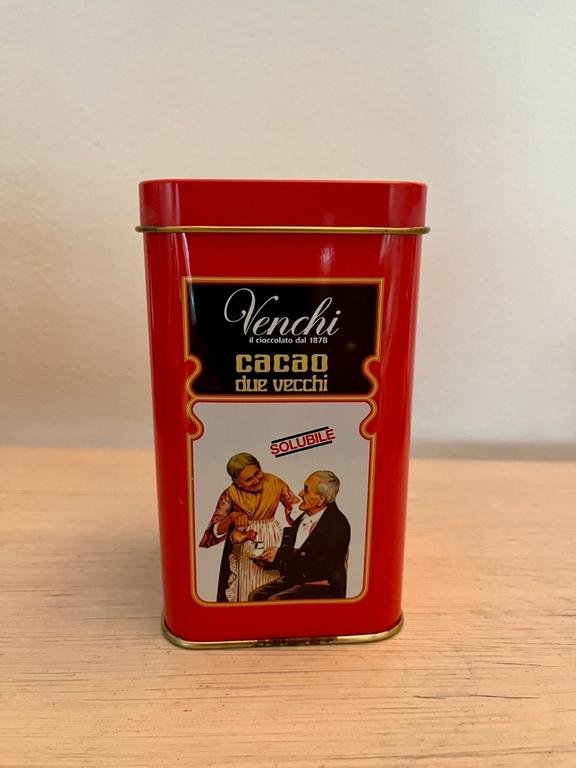 Venchi
il cioccolato dal 1878
cacao
due vecchi
SOLUBILE